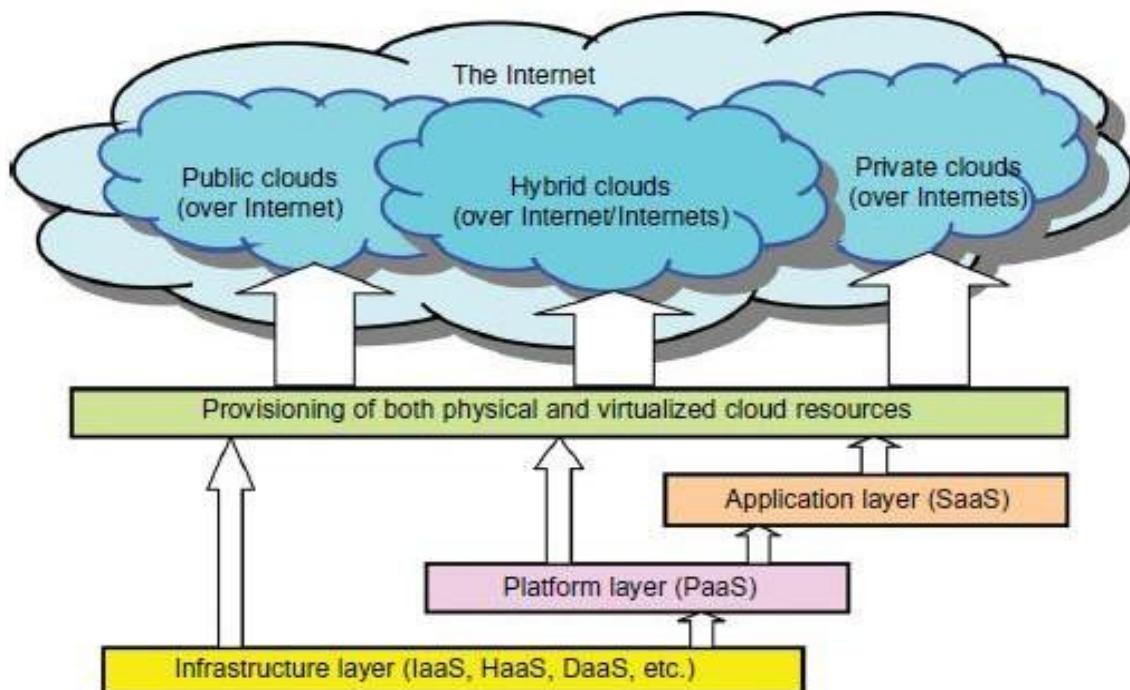 The Internet
Public clouds
(over Internet)
Hybrid clouds
(over Internet/Internets)
Private clouds
(over Internets)
Provisioning of both physical and virtualized cloud resources
Application layer (SaaS)
Platform layer (PaaS)
Infrastructure layer (IaaS, HaaS, DaaS, etc.)